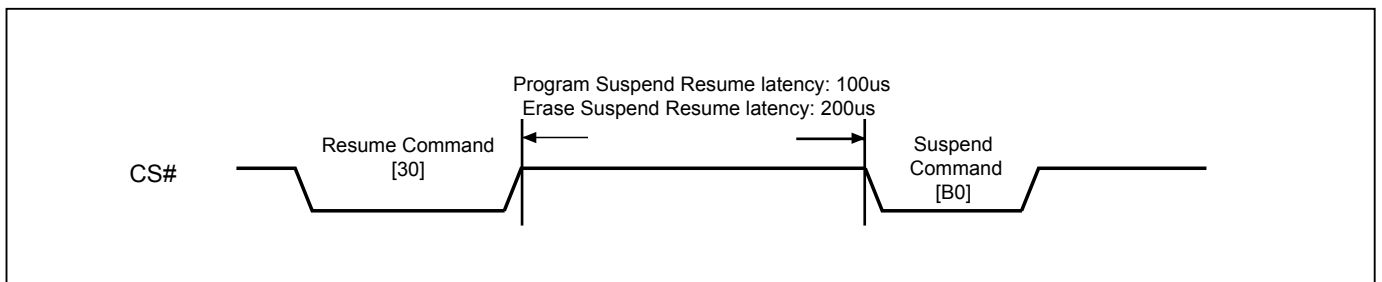 Program Suspend Resume latency: 100us
Erase Suspend Resume latency: 200us
Resume Command
[30]
Suspend
Command
[B0]
CS#